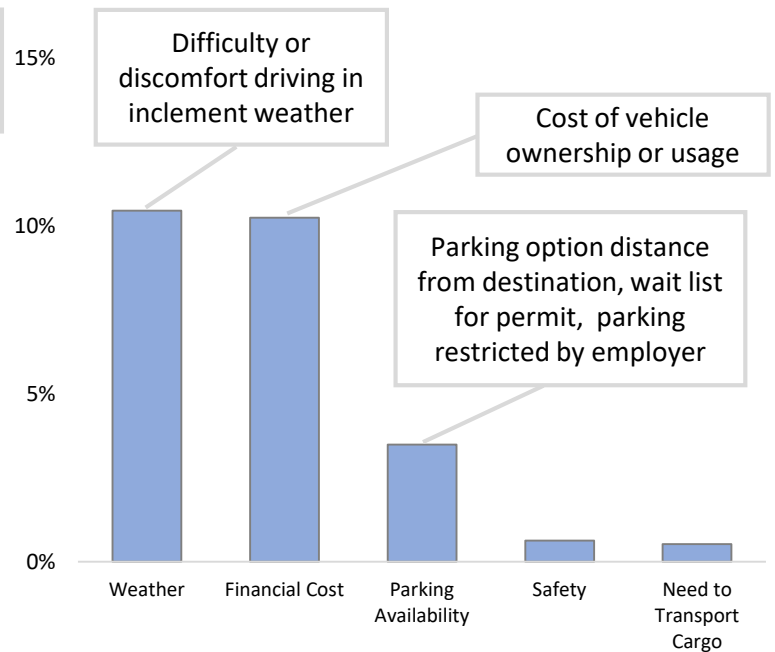 15%
Difficulty or
discomfort driving in
inclement weather
Cost of vehicle
ownership or usage
10%
Parking option distance
from destination, wait list
for permit, parking
restricted by employer
5%
0%
Weather
Financial Cost
Parking
Availability
Safety
Need to
Transport
Cargo